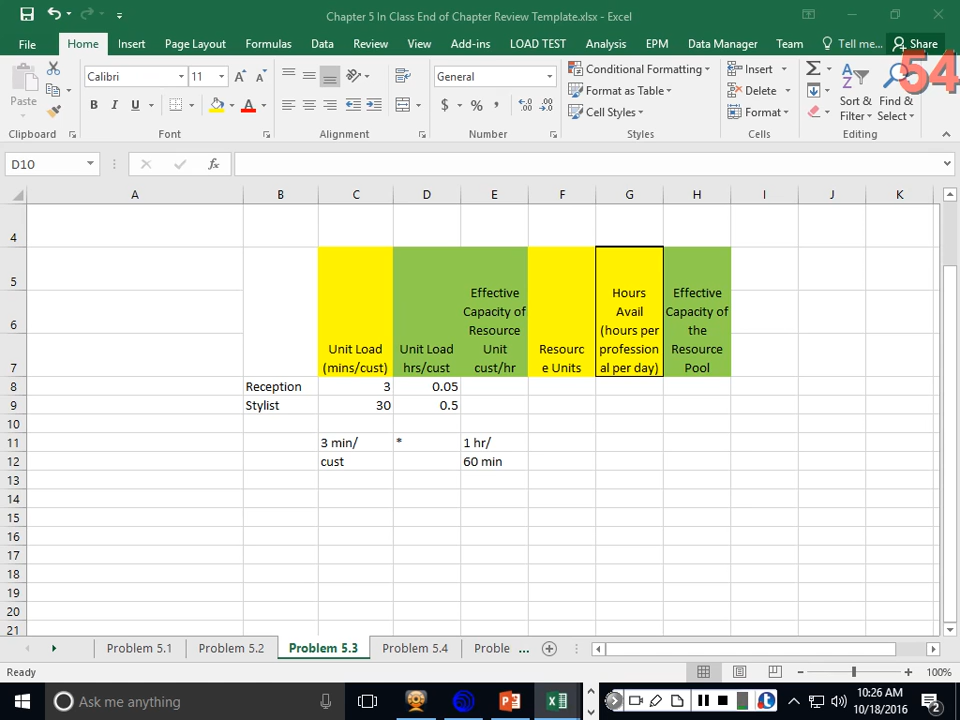 Chapter 5 In Class End of Chapter Review Template.xlsx - Excel
File Home Insert Page Layout Formulas Data Review View Add-ins LOAD TEST Analysis EPM Data Manager Team Tell me... Share
54
Paste
Calibri 11
B I U
General
$ % ,
Conditional Formatting
Format as Table
Cell Styles
Insert
Delete
Format
Sort & Filter
Find & Select
Clipboard Font Alignment Number Styles Cells Editing
D10 fx
A B C D E F G H I J K
4
5
6
7
Unit Load (mins/cust)
Unit Load hrs/cust
Effective Capacity of Resource Unit cust/hr
Resourc e Units
Hours Avail (hours per profession al per day)
Effective Capacity of the Resource Pool
8 Reception 3 0.05
9 Stylist 30 0.5
10
11 3 min/ * 1 hr/
12 cust 60 min
13
14
15
16
17
18
19
20
21
Problem 5.1 Problem 5.2 Problem 5.3 Problem 5.4 Proble ...
Ready 100%
Ask me anything
10:26 AM
10/18/2016
2